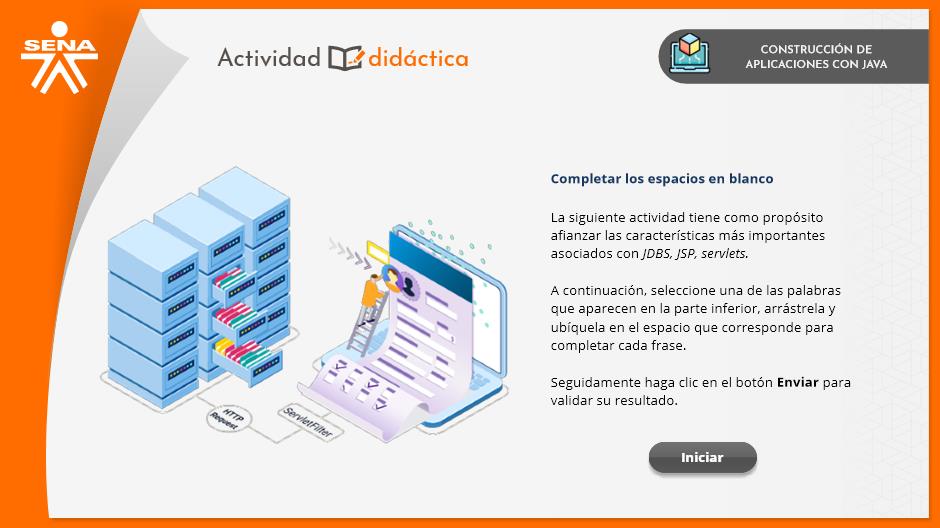 SENA
Actividad didáctica
CONSTRUCCIÓN DE
APLICACIONES CON JAVA
Completar los espacios en blanco
La siguiente actividad tiene como propósito
afianzar las características más importantes
asociados con JDBS, JSP, servlets.
A continuación, seleccione una de las palabras
que aparecen en la parte inferior, arrástrela y
ubíquela en el espacio que corresponde para
completar cada frase.
Seguidamente haga clic en el botón Enviar para
validar su resultado.
HTTP
Request
ServletFilter
Iniciar